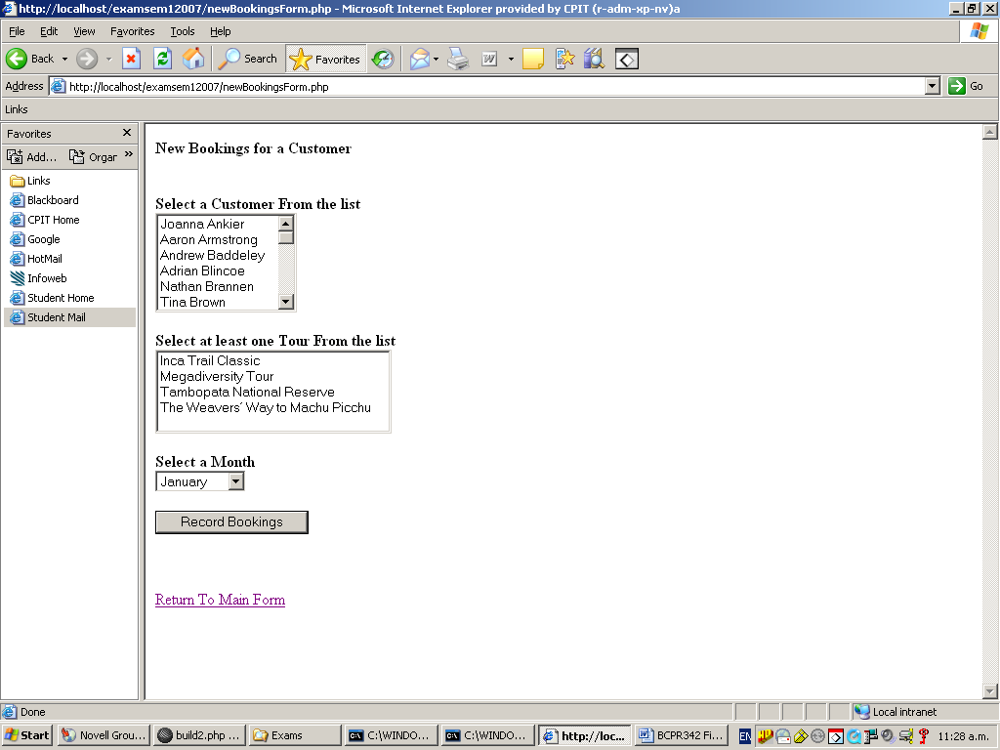 http://localhost/examsem12007/newBookingsForm.php - Microsoft Internet Explorer provided by CPIT (r-adm-xp-nv)a
File Edit View Favorites Tools Help
Back Search Favorites
Address http://localhost/examsem12007/newBookingsForm.php Go
Links
Favorites
Add... Organ »
Links
Blackboard
CPIT Home
Google
HotMail
Infoweb
Student Home
Student Mail
New Bookings for a Customer
Select a Customer From the list
Joanna Ankier
Aaron Armstrong
Andrew Baddeley
Adrian Blincoe
Nathan Brannen
Tina Brown
Select at least one Tour From the list
Inca Trail Classic
Megadiversity Tour
Tambopata National Reserve
The Weavers´ Way to Machu Picchu
Select a Month
January
Record Bookings
Return To Main Form
Done Local intranet
Start Novell Grou... build2.php ... Exams C:\WINDO... C:\WINDO... http://loc... BCPR342 Fi... EN 11:28 a.m.